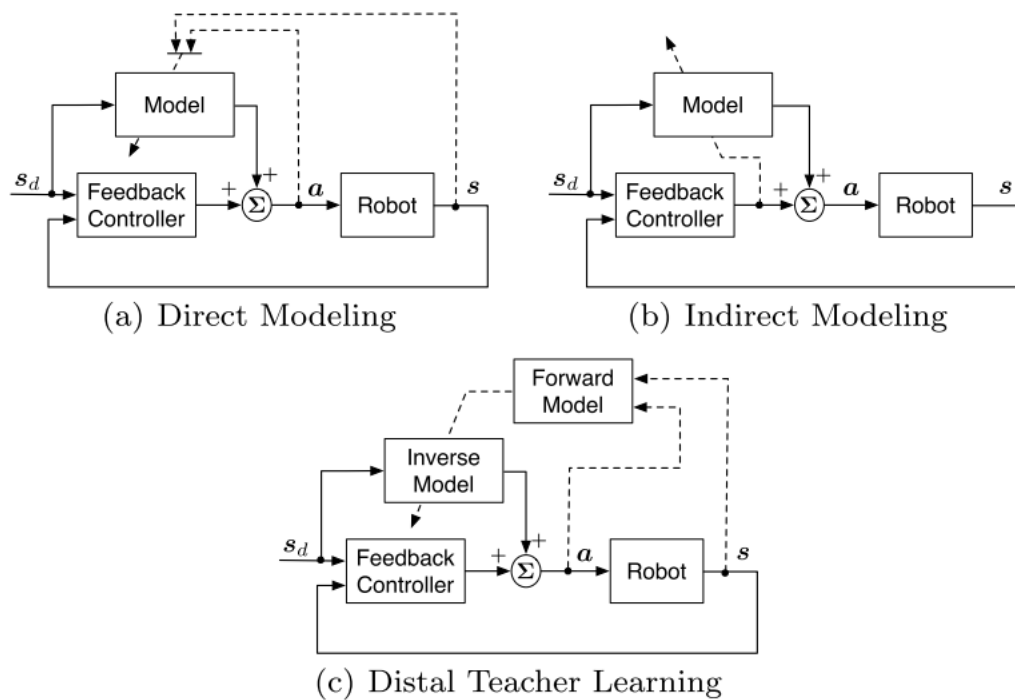 Model
s_d
Feedback
Controller
+
+
Σ
a
Robot
s
(a) Direct Modeling
Model
s_d
Feedback
Controller
+
+
Σ
a
Robot
s
(b) Indirect Modeling
Forward
Model
Inverse
Model
s_d
Feedback
Controller
+
+
Σ
a
Robot
s
(c) Distal Teacher Learning